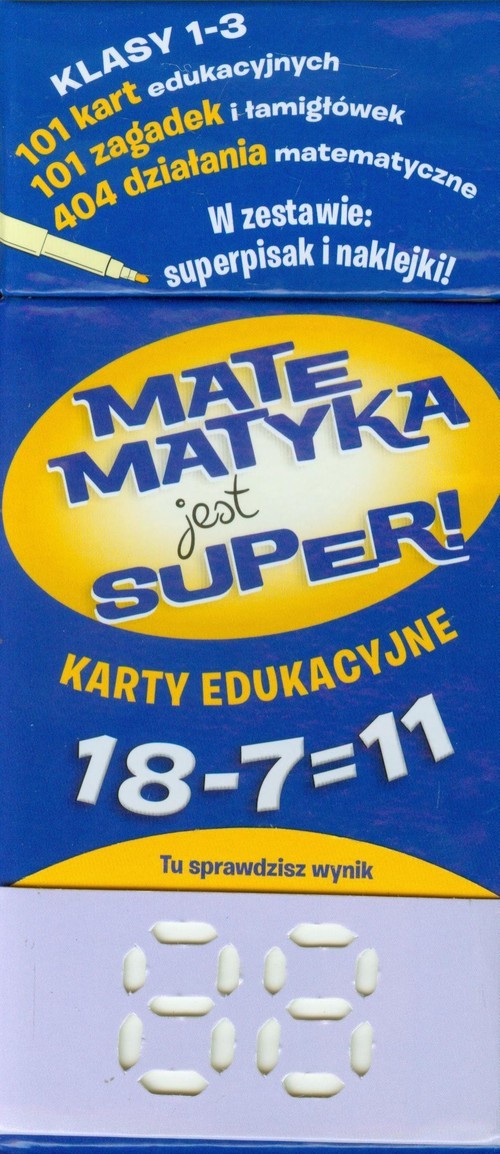 KLASY 1-3
101 kart edukacyjnych
101 zagadek i łamigłówek
404 działania matematyczne
W zestawie:
superpisak i naklejki!
MATE
MATYKA
jest
SUPER!
KARTY EDUKACYJNE
18-7=11
Tu sprawdzisz wynik
88